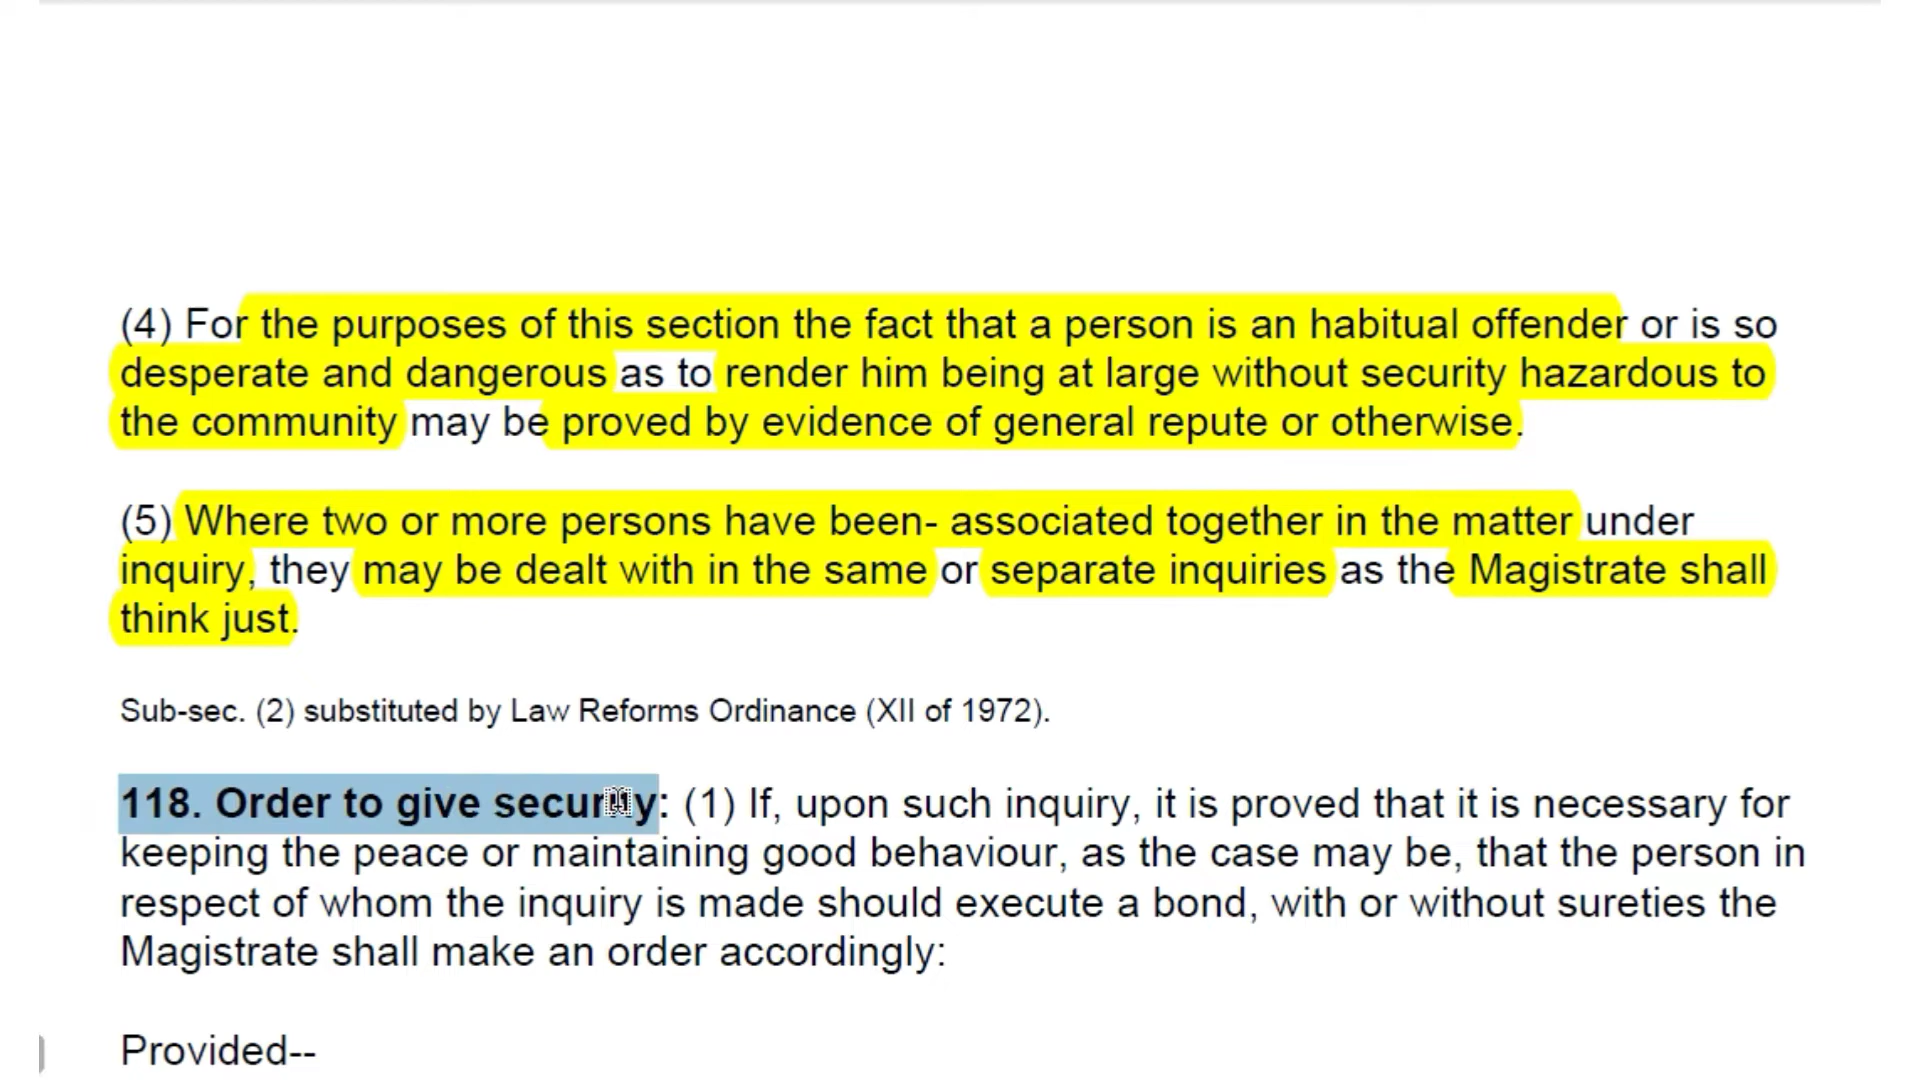 (4) For the purposes of this section the fact that a person is an habitual offender or is so
desperate and dangerous as to render him being at large without security hazardous to
the community may be proved by evidence of general repute or otherwise.
(5) Where two or more persons have been- associated together in the matter under
inquiry, they may be dealt with in the same or separate inquiries as the Magistrate shall
think just.
Sub-sec. (2) substituted by Law Reforms Ordinance (XII of 1972).
118. Order to give security: (1) If, upon such inquiry, it is proved that it is necessary for
keeping the peace or maintaining good behaviour, as the case may be, that the person in
respect of whom the inquiry is made should execute a bond, with or without sureties the
Magistrate shall make an order accordingly:
Provided--